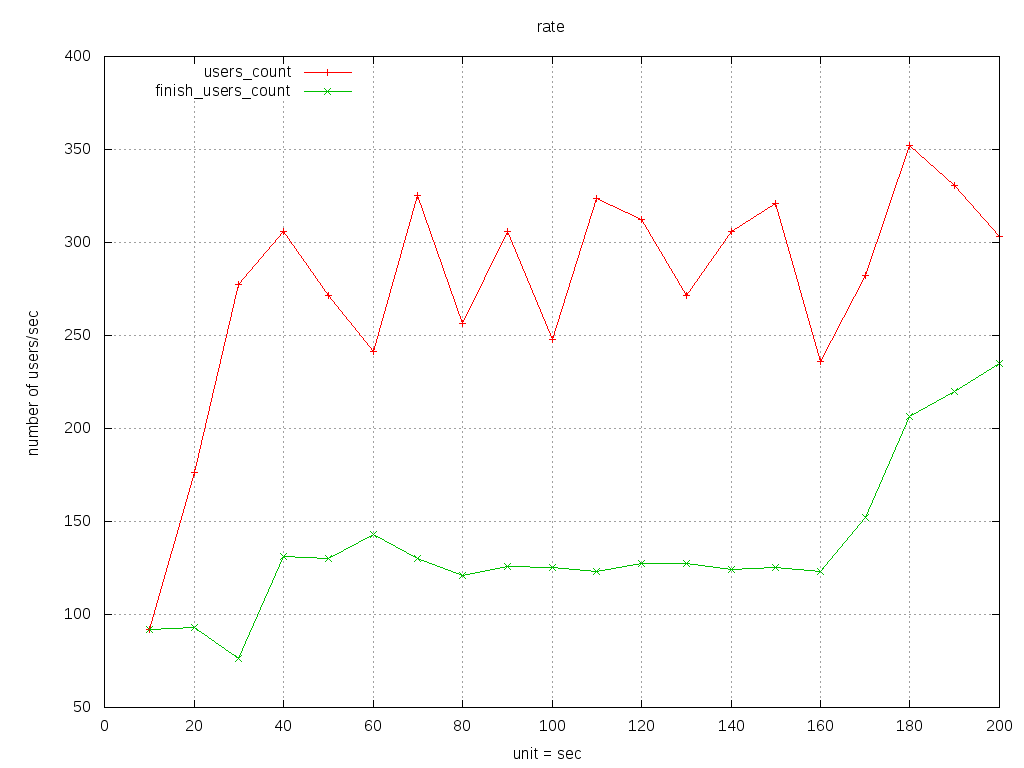 rate
400
350
300
250
200
150
100
50
number of users/sec
users_count
finish_users_count
0 20 40 60 80 100 120 140 160 180 200
unit = sec